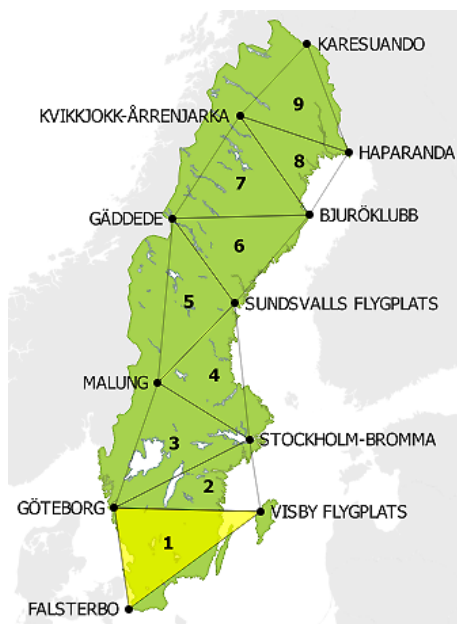 KARESUANDO
9
KVIKKJOKK-ÅRRENJARKA
8
HAPARANDA
7
GÄDDEDE
BJURÖKLUBB
6
5
SUNDSVALLS FLYGPLATS
4
MALUNG
3
STOCKHOLM-BROMMA
2
GÖTEBORG
VISBY FLYGPLATS
1
FALSTERBO